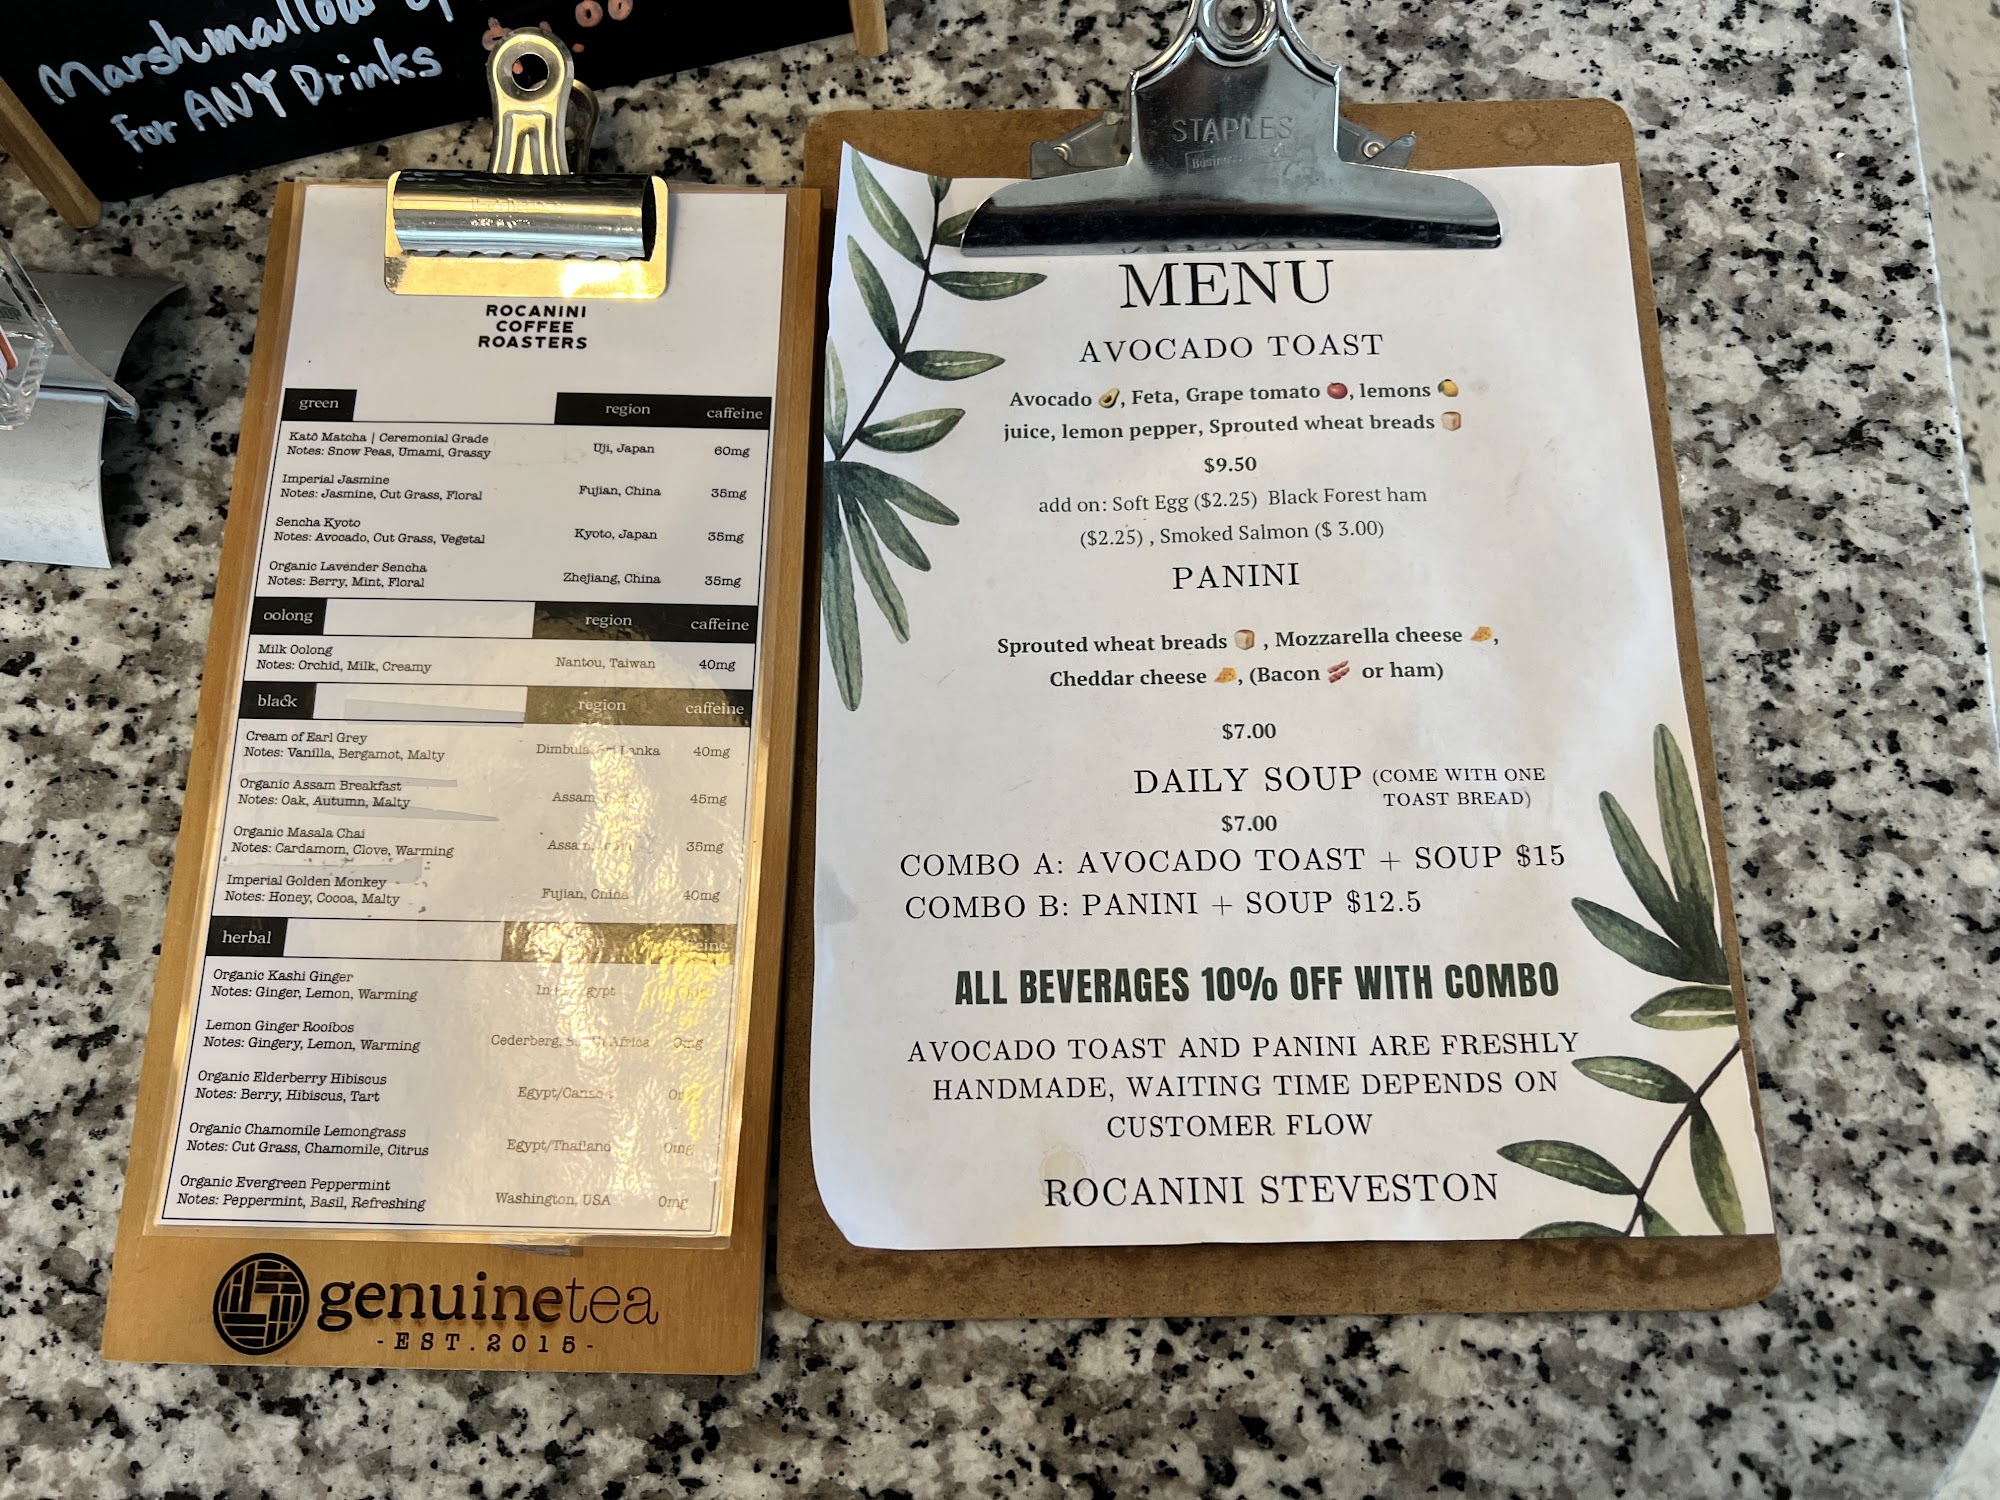 Marshmallow
For ANY Drinks
ROCANINI
COFFEE
ROASTERS
green region caffeine
Katō Matcha | Ceremonial Grade
Notes: Snow Peas, Umami, Grassy
Uji, Japan 60mg
Imperial Jasmine
Notes: Jasmine, Cut Grass, Floral
Fujian, China 35mg
Sencha Kyoto
Notes: Avocado, Cut Grass, Vegetal
Kyoto, Japan 35mg
Organic Lavender Sencha
Notes: Berry, Mint, Floral
Zhejiang, China 35mg
oolong region caffeine
Milk Oolong
Notes: Orchid, Milk, Creamy
Nantou, Taiwan 40mg
black region caffeine
Cream of Earl Grey
Notes: Vanilla, Bergamot, Malty
Dimbula, Sri Lanka 40mg
Organic Assam Breakfast
Notes: Oak, Autumn, Malty
Assam, 45mg
Organic Masala Chai
Notes: Cardamom, Clove, Warming
Assam, 35mg
Imperial Golden Monkey
Notes: Honey, Cocoa, Malty
Fujian, China 40mg
herbal
Organic Kashi Ginger
Notes: Ginger, Lemon, Warming
Lemon Ginger Rooibos
Notes: Gingery, Lemon, Warming
Cederberg, South Africa 0mg
Organic Elderberry Hibiscus
Notes: Berry, Hibiscus, Tart
Organic Chamomile Lemongrass
Notes: Cut Grass, Chamomile, Citrus
Egypt/Thailand 0mg
Organic Evergreen Peppermint
Notes: Peppermint, Basil, Refreshing
Washington, USA 0mg
genuinetea
-EST.2015-
STAPLES
MENU
AVOCADO TOAST
Avocado 🥑, Feta, Grape tomato 🍅, lemons 🍋
juice, lemon pepper, Sprouted wheat breads 🍞
$9.50
add on: Soft Egg ($2.25) Black Forest ham
($2.25) , Smoked Salmon ($ 3.00)
PANINI
Sprouted wheat breads 🍞 , Mozzarella cheese 🧀,
Cheddar cheese 🧀, (Bacon 🥓 or ham)
$7.00
DAILY SOUP (COME WITH ONE
TOAST BREAD)
$7.00
COMBO A: AVOCADO TOAST + SOUP $15
COMBO B: PANINI + SOUP $12.5
ALL BEVERAGES 10% OFF WITH COMBO
AVOCADO TOAST AND PANINI ARE FRESHLY
HANDMADE, WAITING TIME DEPENDS ON
CUSTOMER FLOW
ROCANINI STEVESTON